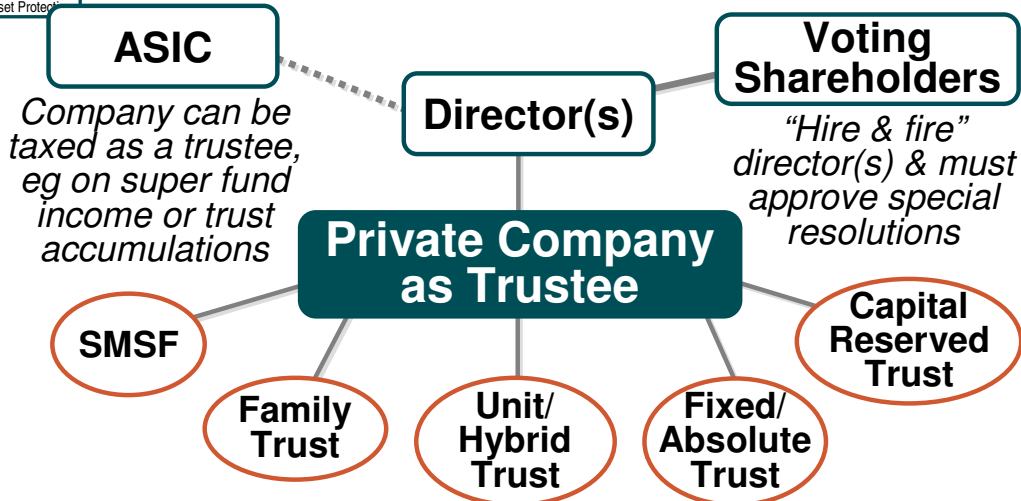 set Protecti
ASIC
Company can be
taxed as a trustee,
eg on super fund
income or trust
accumulations
Director(s)
Voting
Shareholders
“Hire & fire”
director(s) & must
approve special
resolutions
Private Company
as Trustee
SMSF
Family
Trust
Unit/
Hybrid
Trust
Fixed/
Absolute
Trust
Capital
Reserved
Trust